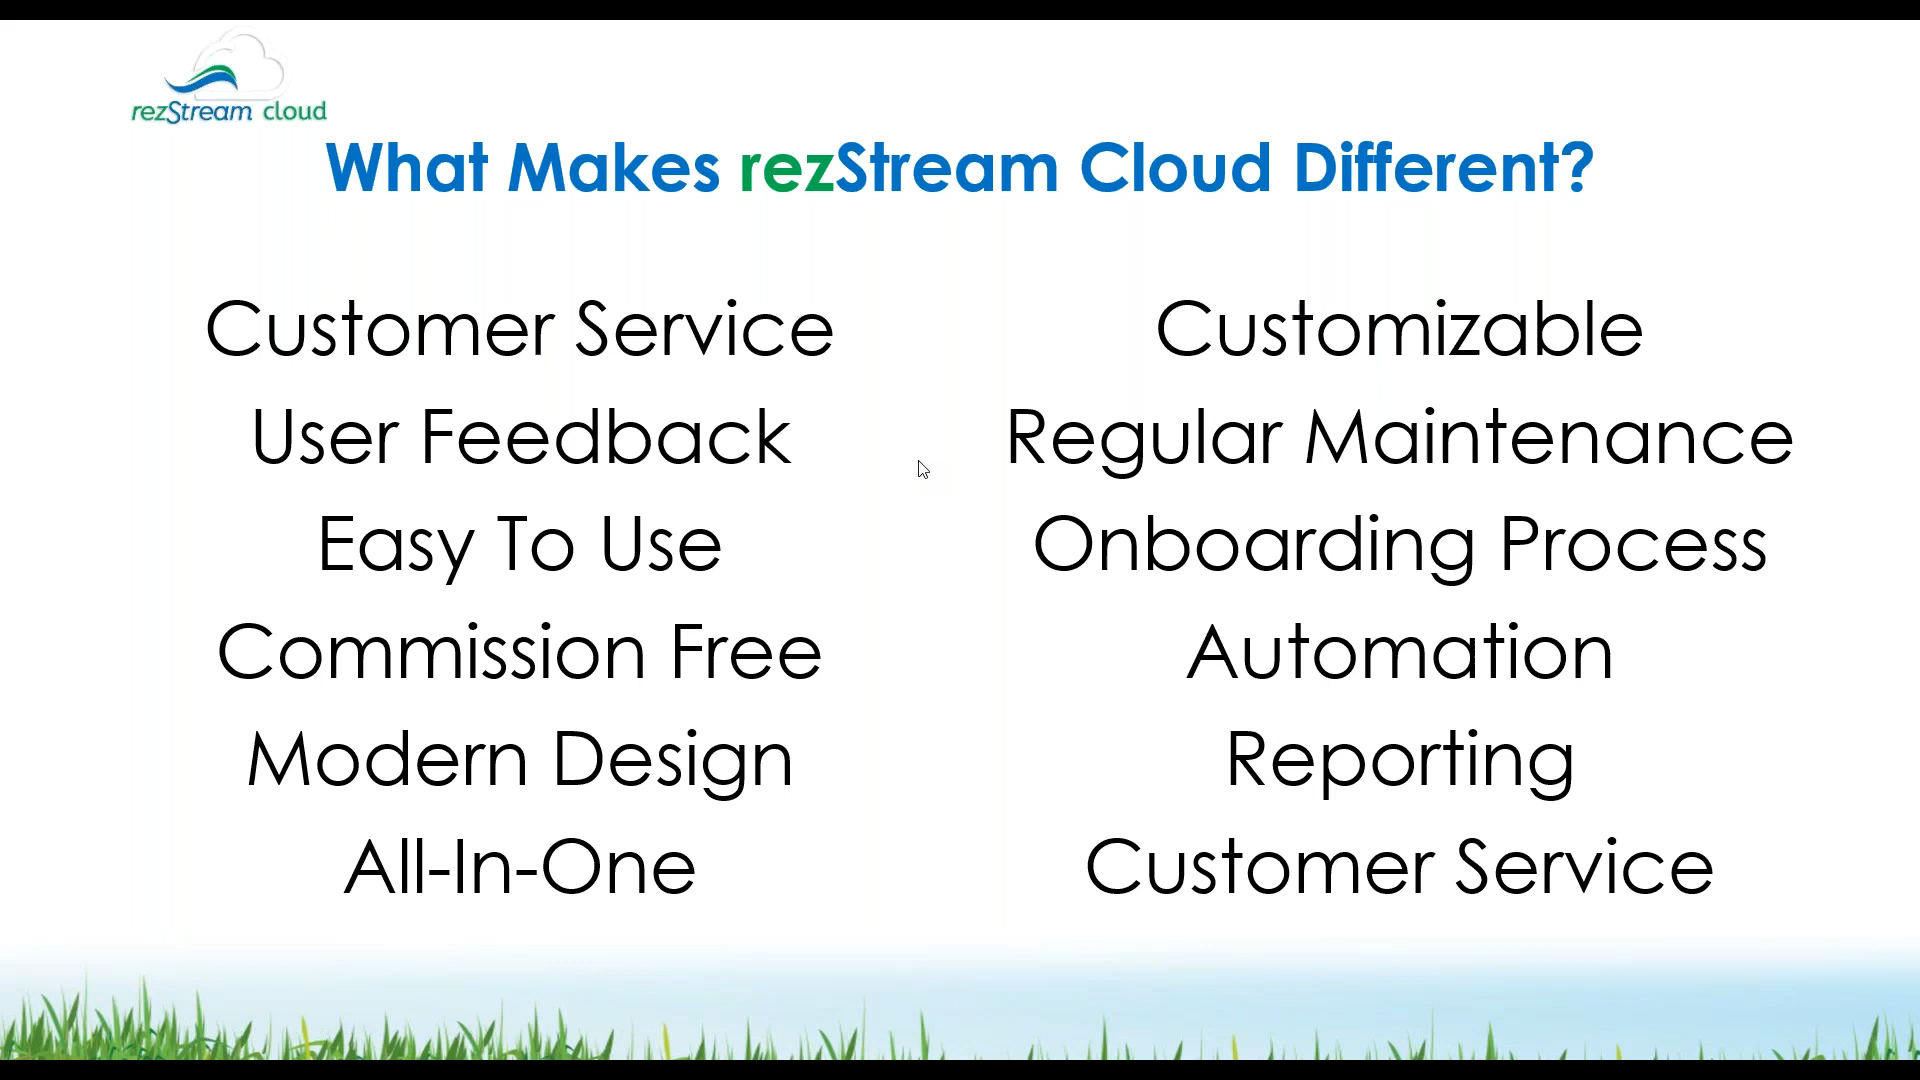 rezStream cloud
What Makes rezStream Cloud Different?
Customer Service
User Feedback
Easy To Use
Commission Free
Modern Design
All-In-One
Customizable
Regular Maintenance
Onboarding Process
Automation
Reporting
Customer Service